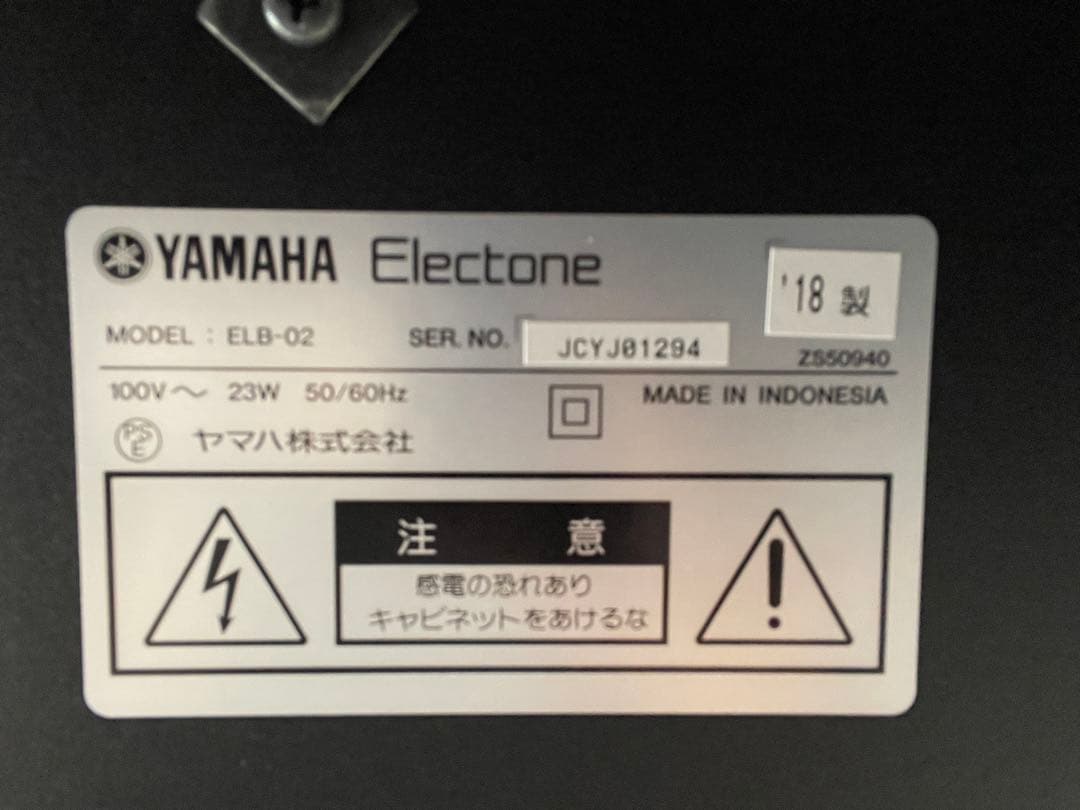 YAMAHA Electone
'18 製
MODEL : ELB-02 SER. NO. JCYJ01294
ZS50940
100V～ 23W 50/60Hz
MADE IN INDONESIA
PSE ヤマハ株式会社
注意
感電の恐れあり
キャビネットをあけるな